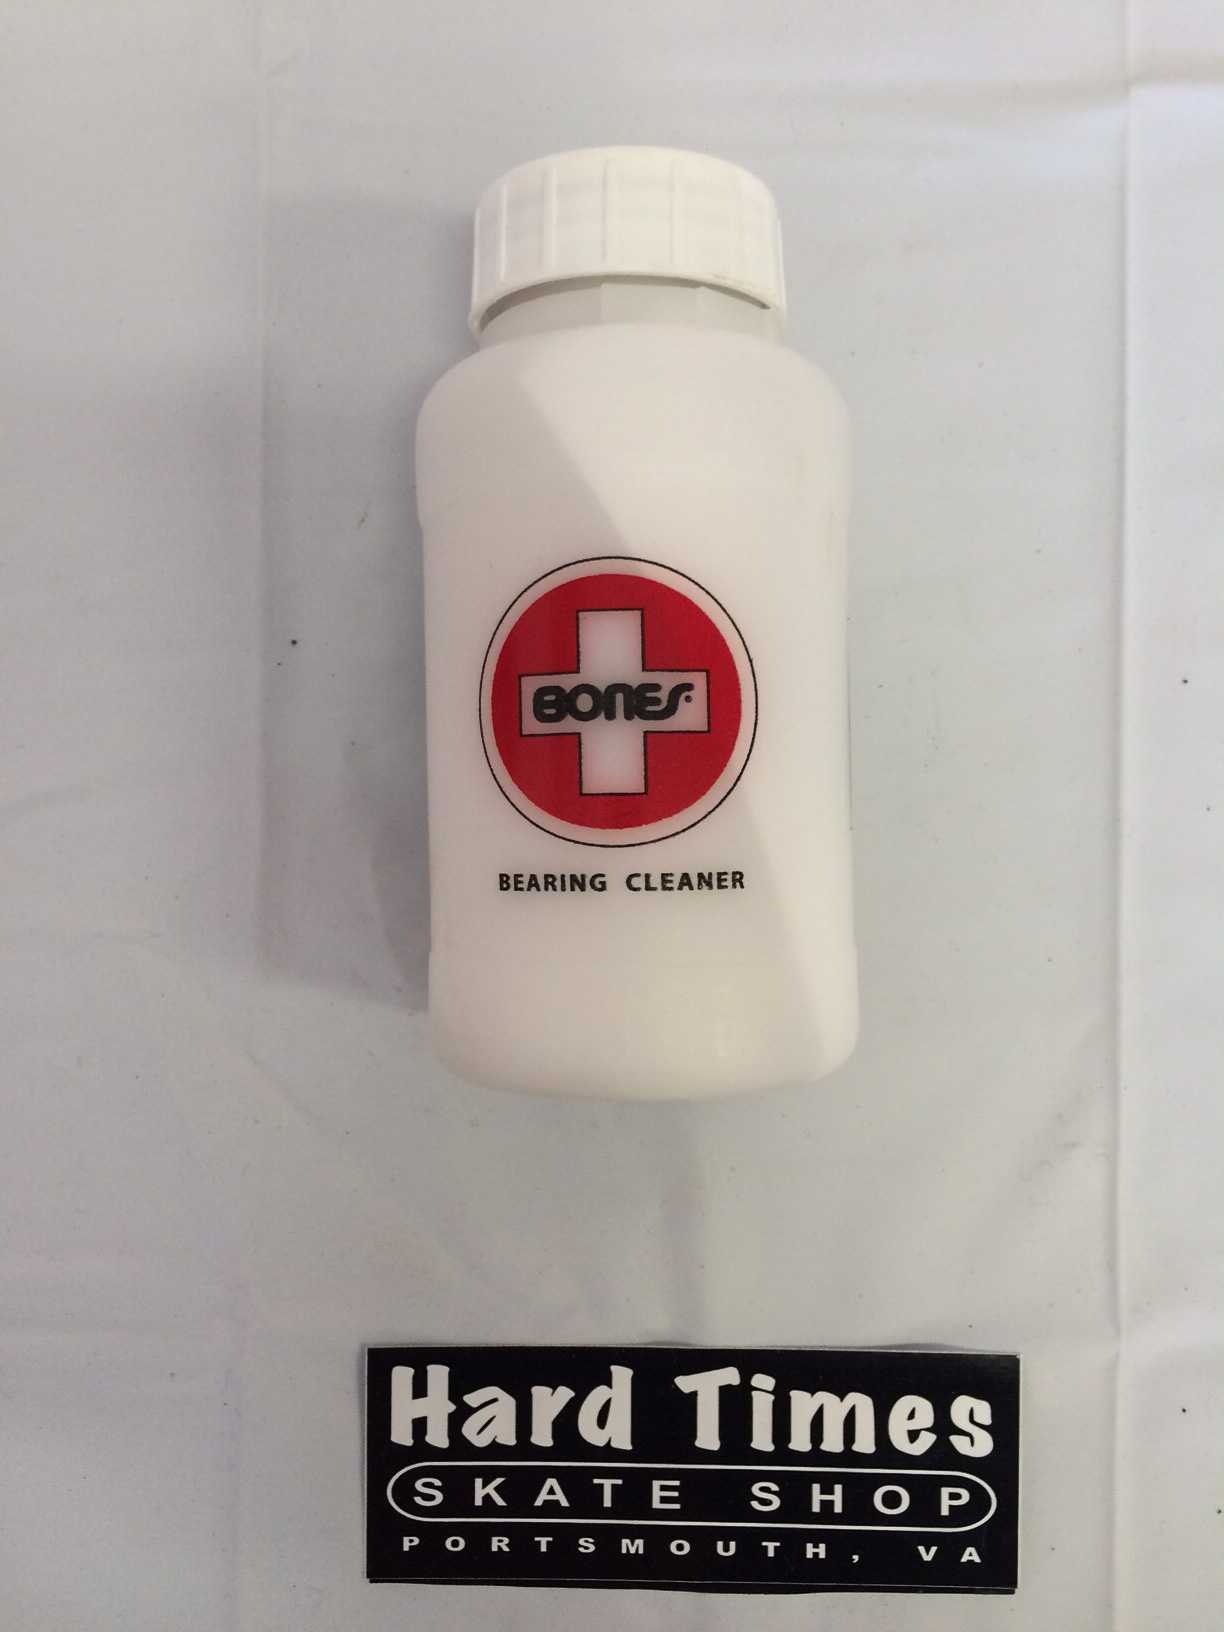 BONES
BEARING CLEANER
Hard Times
SKATE SHOP
PORTSMOUTH, VA